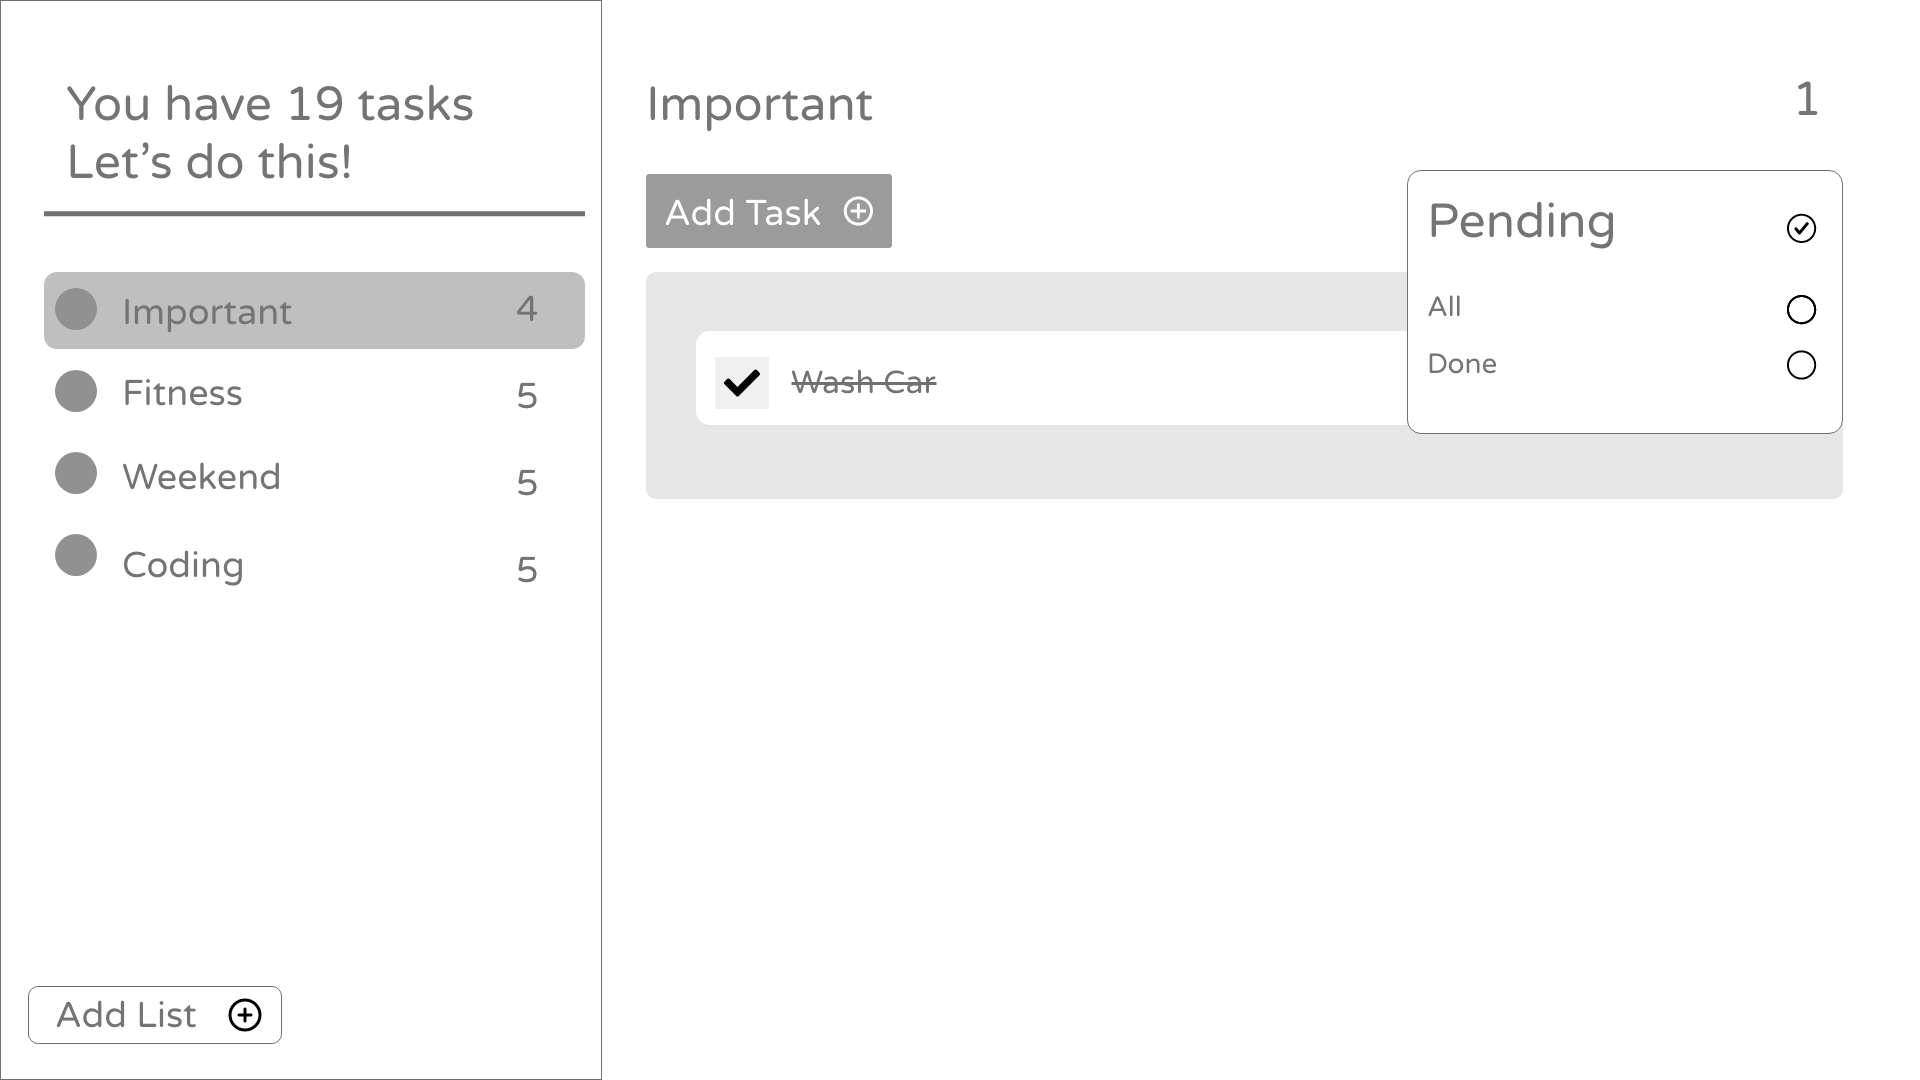 You have 19 tasks
Let’s do this!
Important 4
Fitness 5
Weekend 5
Coding 5
Add List
Important 1
Add Task
Pending
All
Done
Wash Car